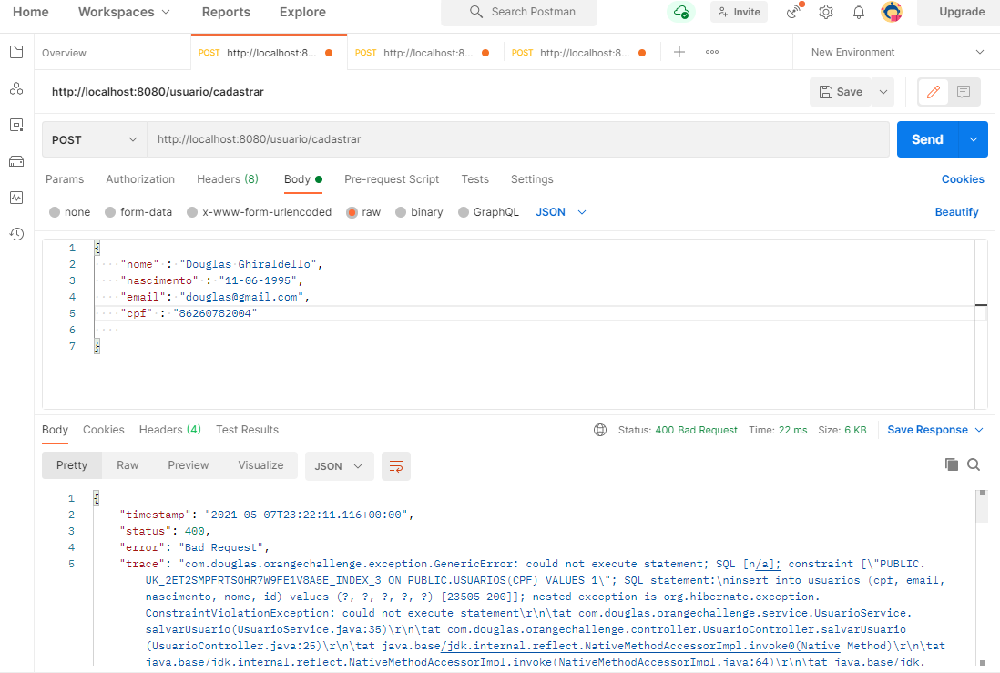 Home Workspaces Reports Explore Search Postman Invite Upgrade
Overview POST http://localhost:8... POST http://localhost:8... POST http://localhost:8... New Environment
http://localhost:8080/usuario/cadastrar Save
POST http://localhost:8080/usuario/cadastrar Send
Params Authorization Headers (8) Body Pre-request Script Tests Settings Cookies
none form-data x-www-form-urlencoded raw binary GraphQL JSON Beautify
1 {
2 "nome" : "Douglas Ghiraldello",
3 "nascimento" : "11-06-1995",
4 "email": "douglas@gmail.com",
5 "cpf" : "86260782004"
6
7 }
Body Cookies Headers (4) Test Results Status: 400 Bad Request Time: 22 ms Size: 6 KB Save Response
Pretty Raw Preview Visualize JSON
1 {
2 "timestamp": "2021-05-07T23:22:11.116+00:00",
3 "status": 400,
4 "error": "Bad Request",
5 "trace": "com.douglas.orangechallenge.exception.GenericError: could not execute statement; SQL [n/a]; constraint [\"PUBLIC.
UK_2ET2SMPFRTSOHR7W9FE1V8A5E_INDEX_3 ON PUBLIC.USUARIOS(CPF) VALUES 1\"; SQL statement:\ninsert into usuarios (cpf, email,
nascimento, nome, id) values (?, ?, ?, ?, ?) [23505-200]]; nested exception is org.hibernate.exception.
ConstraintViolationException: could not execute statement\r\n\tat com.douglas.orangechallenge.service.UsuarioService.
salvarUsuario(UsuarioService.java:35)\r\n\tat com.douglas.orangechallenge.controller.UsuarioController.salvarUsuario
(UsuarioController.java:25)\r\n\tat java.base/jdk.internal.reflect.NativeMethodAccessorImpl.invoke0(Native Method)\r\n\tat
java.base/jdk.internal.reflect.NativeMethodAccessorImpl.invoke(NativeMethodAccessorImpl.java:64)\r\n\tat java.base/jdk.